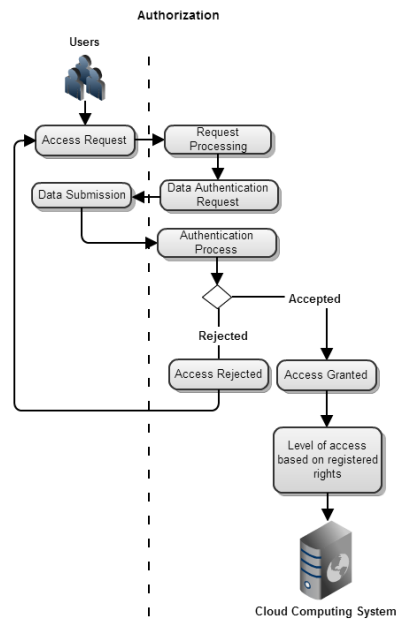 Authorization
Users
Access Request
Request
Processing
Data Submission
Data Authentication
Request
Authentication
Process
Accepted
Rejected
Access Rejected
Access Granted
Level of access
based on registered
rights
Cloud Computing System